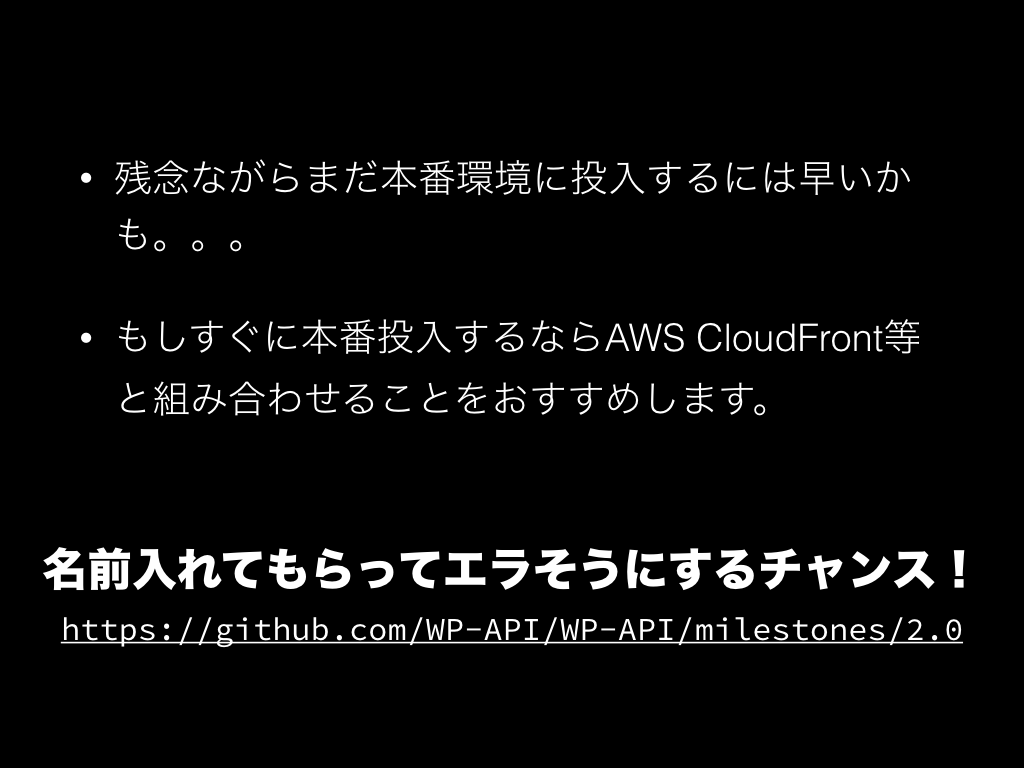 • 残念ながらまだ本番環境に投入するには早いか
も。。。
• もしすぐに本番投入するならAWS CloudFront等
と組み合わせることをおすすめします。
名前入れてもらってエラそうにするチャンス！
https://github.com/WP-API/WP-API/milestones/2.0